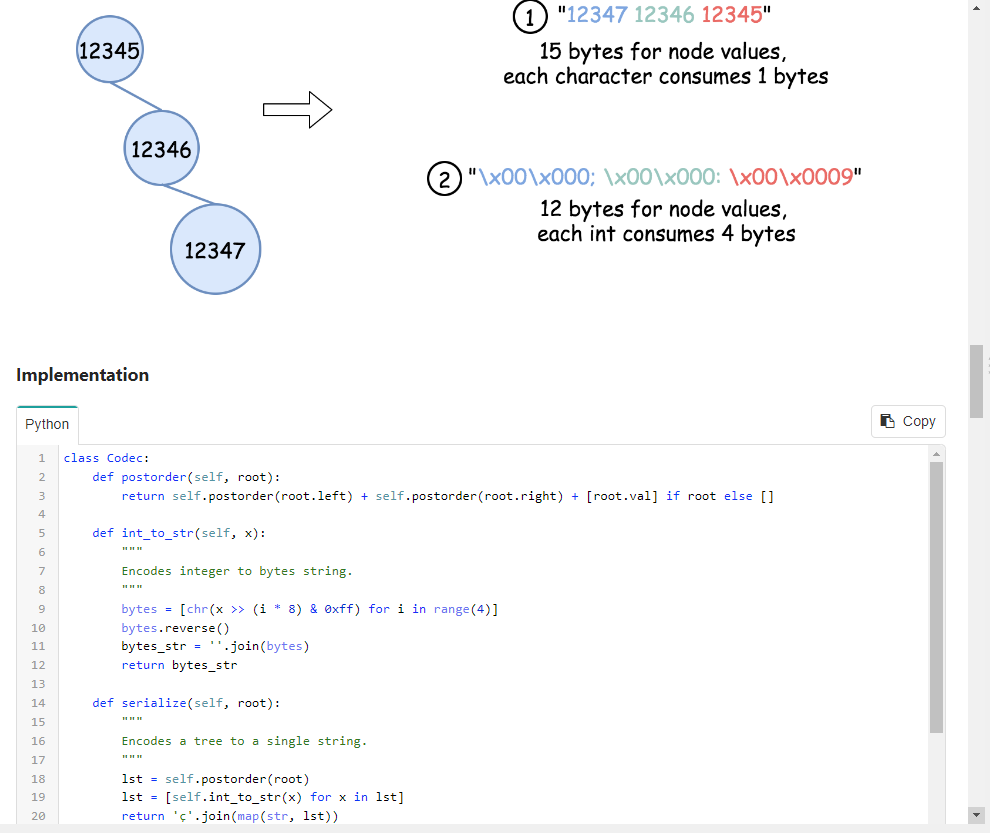 12345
12346
12347
1 "12347 12346 12345"
15 bytes for node values,
each character consumes 1 bytes
2 "\x00\x000; \x00\x000: \x00\x0009"
12 bytes for node values,
each int consumes 4 bytes
Implementation
Python
Copy
1 class Codec:
2     def postorder(self, root):
3         return self.postorder(root.left) + self.postorder(root.right) + [root.val] if root else []
4
5     def int_to_str(self, x):
6         """
7         Encodes integer to bytes string.
8         """
9         bytes = [chr(x >> (i * 8) & 0xff) for i in range(4)]
10         bytes.reverse()
11         bytes_str = ''.join(bytes)
12         return bytes_str
13
14     def serialize(self, root):
15         """
16         Encodes a tree to a single string.
17         """
18         lst = self.postorder(root)
19         lst = [self.int_to_str(x) for x in lst]
20         return 'ç'.join(map(str, lst))